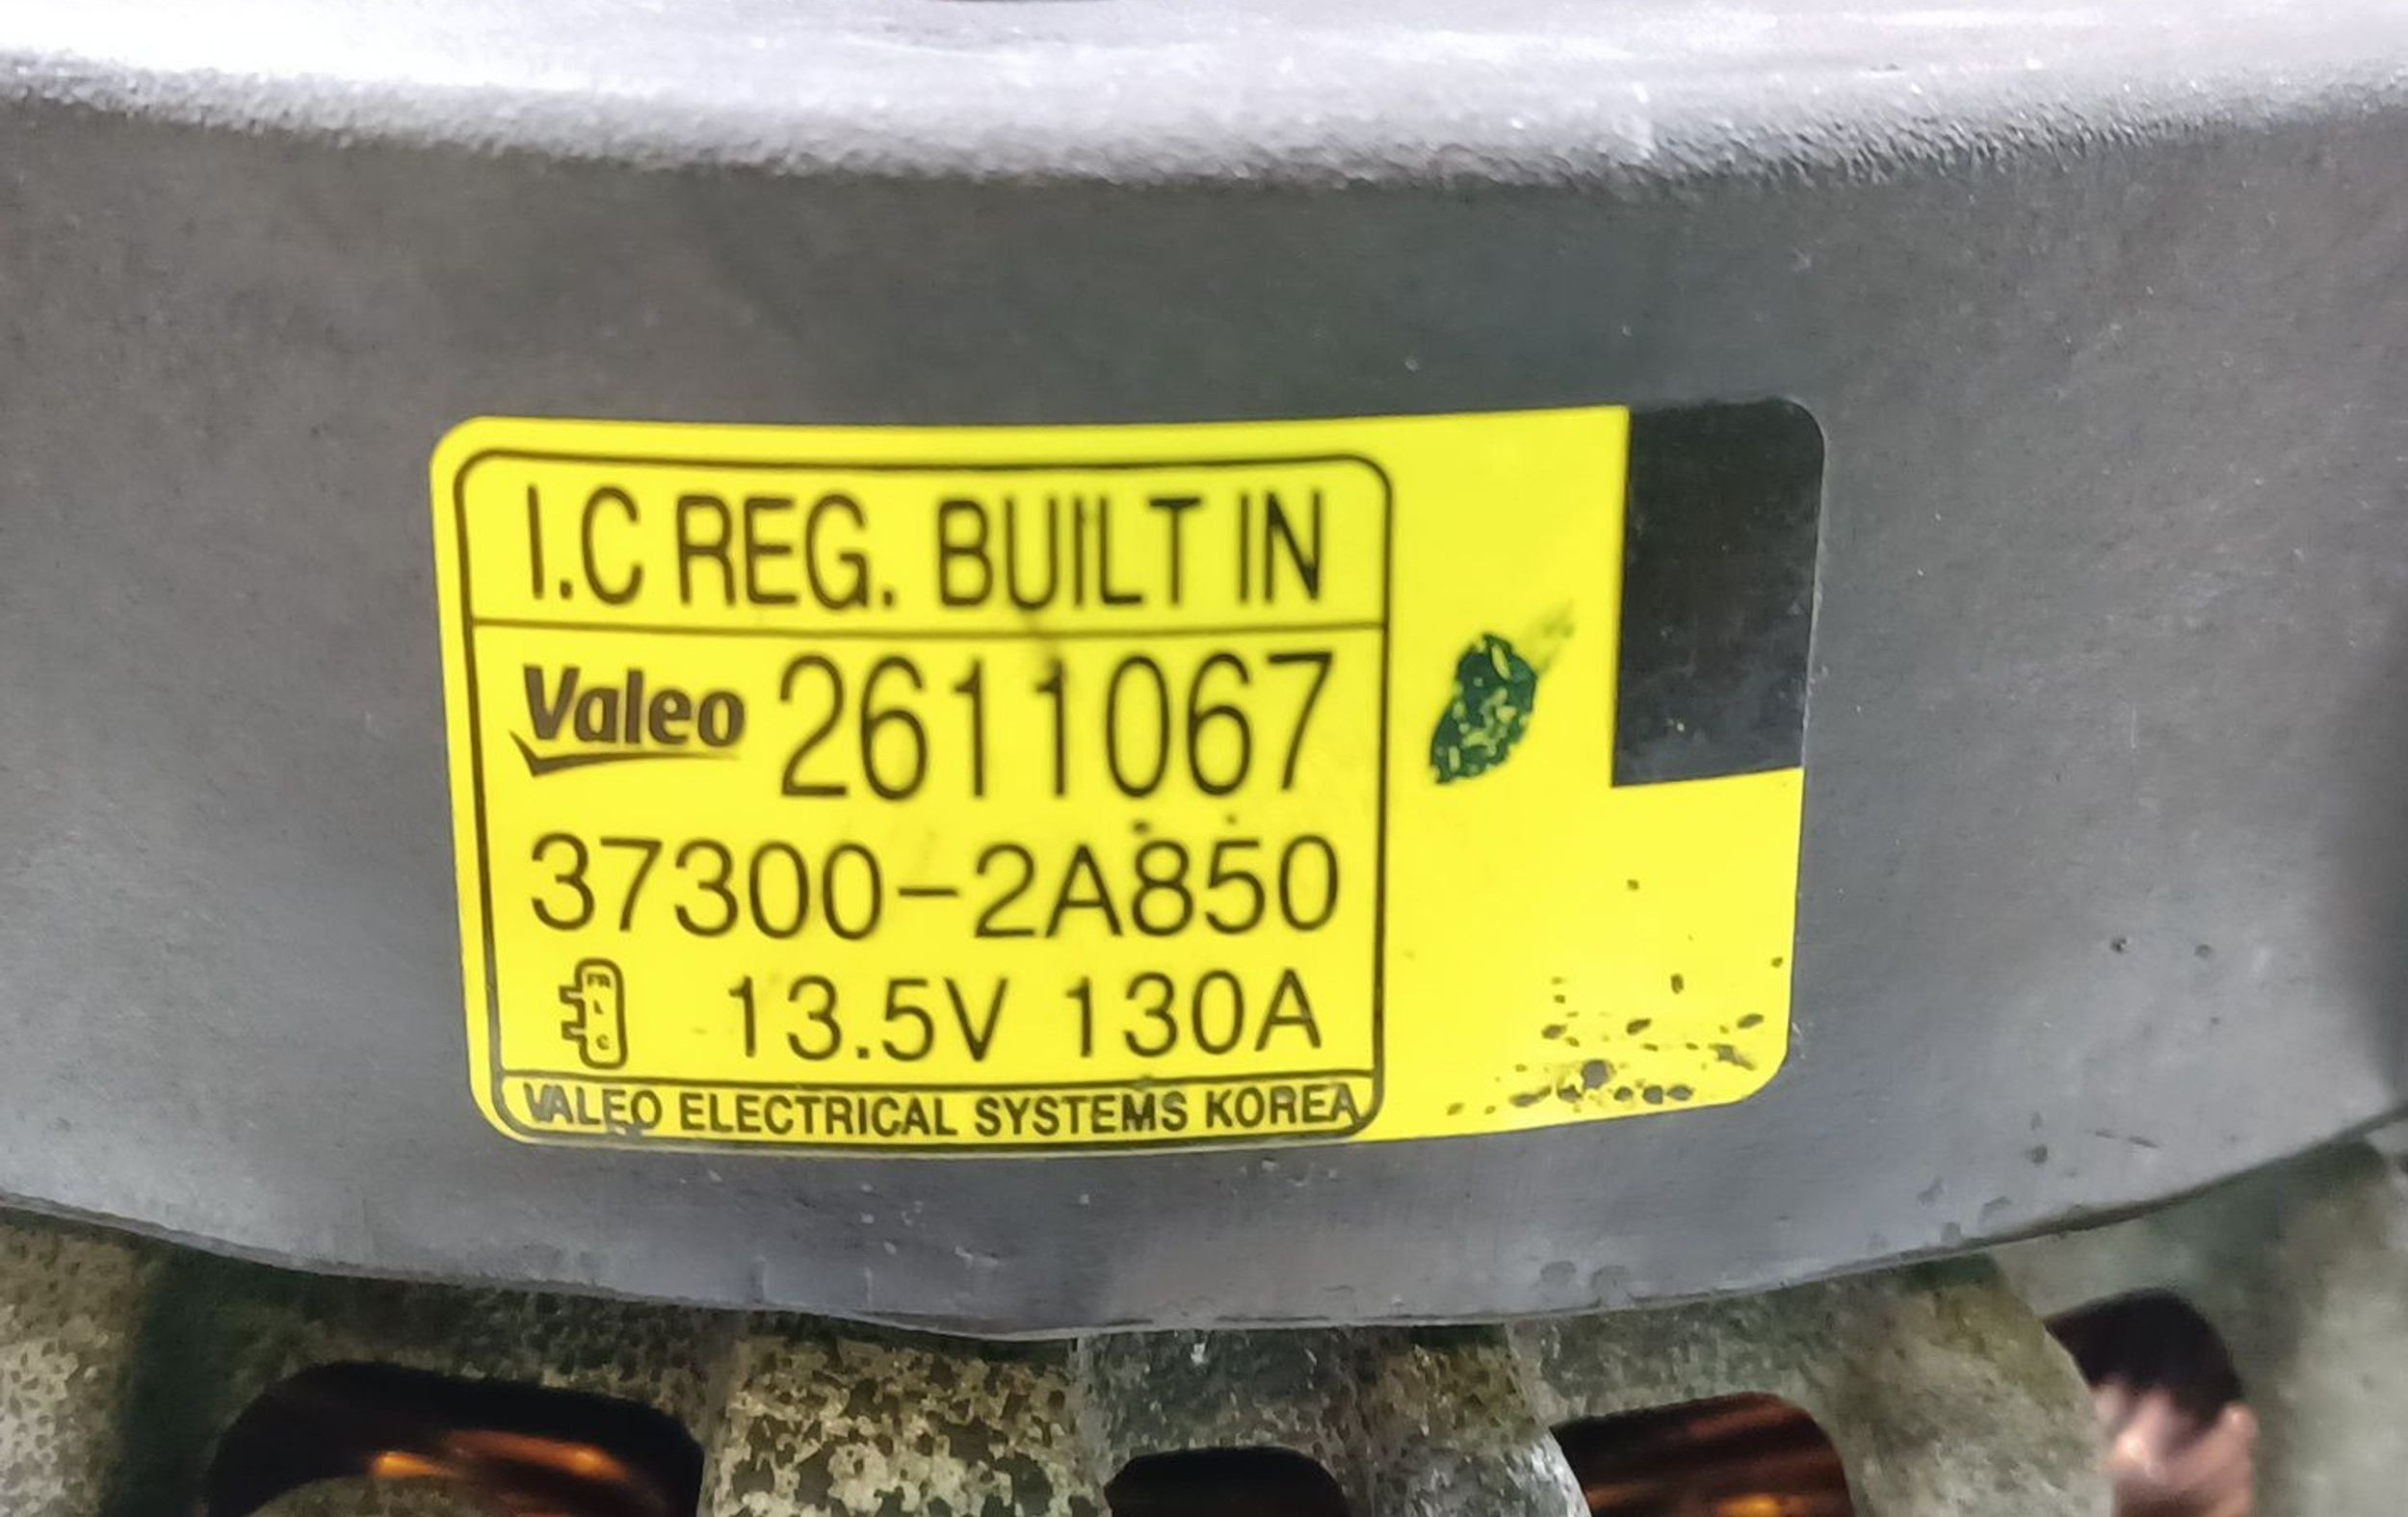 I.C REG. BUILT IN
Valeo 2611067
37300-2A850
13.5V 130A
VALEO ELECTRICAL SYSTEMS KOREA